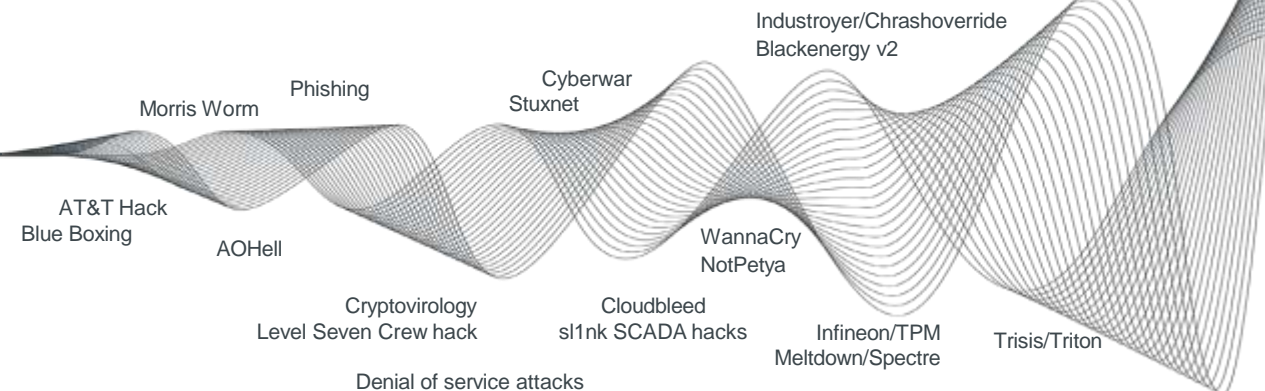 Industroyer/Chrashoverride
Blackenergy v2
Cyberwar
Stuxnet
Phishing
Morris Worm
AT&T Hack
Blue Boxing
AOHell
WannaCry
NotPetya
Cryptovirology
Level Seven Crew hack
Cloudbleed
sl1nk SCADA hacks
Infineon/TPM
Meltdown/Spectre
Trisis/Triton
Denial of service attacks